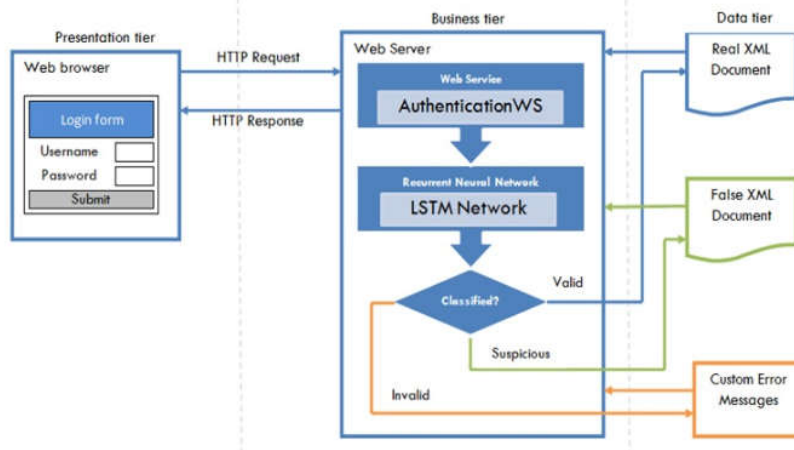 Presentation tier
Business tier
Data tier
Web browser
Login form
Username
Password
Submit
HTTP Request
HTTP Response
Web Server
Web Service
AuthenticationWS
Recurrent Neural Network
LSTM Network
Classified?
Valid
Suspicious
Invalid
Real XML
Document
False XML
Document
Custom Error
Messages